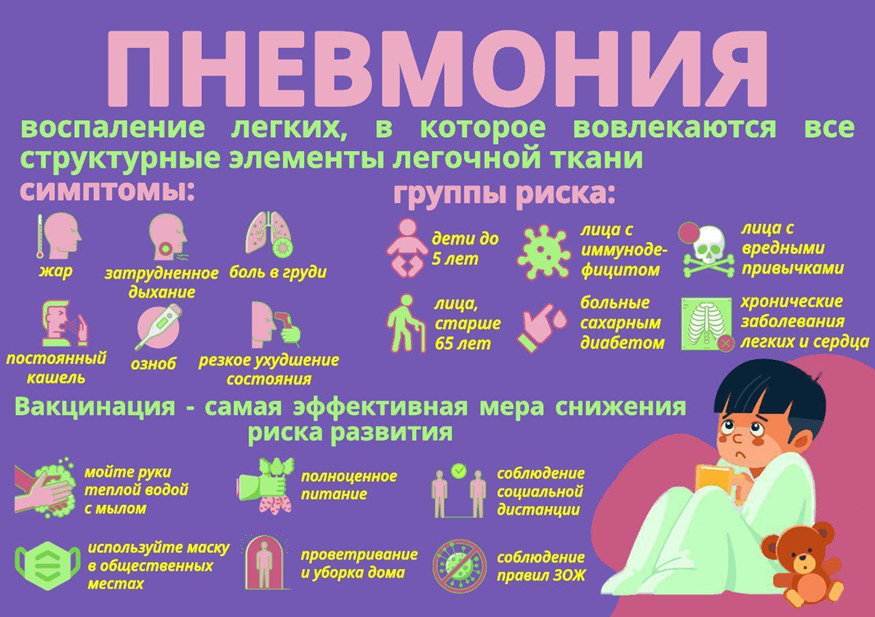 ПНЕВМОНИЯ
воспаление легких, в которое вовлекаются все
структурные элементы легочной ткани
симптомы:
жар
затрудненное
дыхание
боль в груди
постоянный
кашель
озноб
резкое ухудшение
состояния
группы риска:
дети до
5 лет
лица с
иммуноде-
фицитом
лица с
вредными
привычками
лица,
старше
65 лет
больные
сахарным
диабетом
хронические
заболевания
легких и сердца
Вакцинация - самая эффективная мера снижения
риска развития
мойте руки
теплой водой
с мылом
полноценное
питание
соблюдение
социальной
дистанции
используйте маску
в общественных
местах
проветривание
и уборка дома
соблюдение
правил ЗОЖ